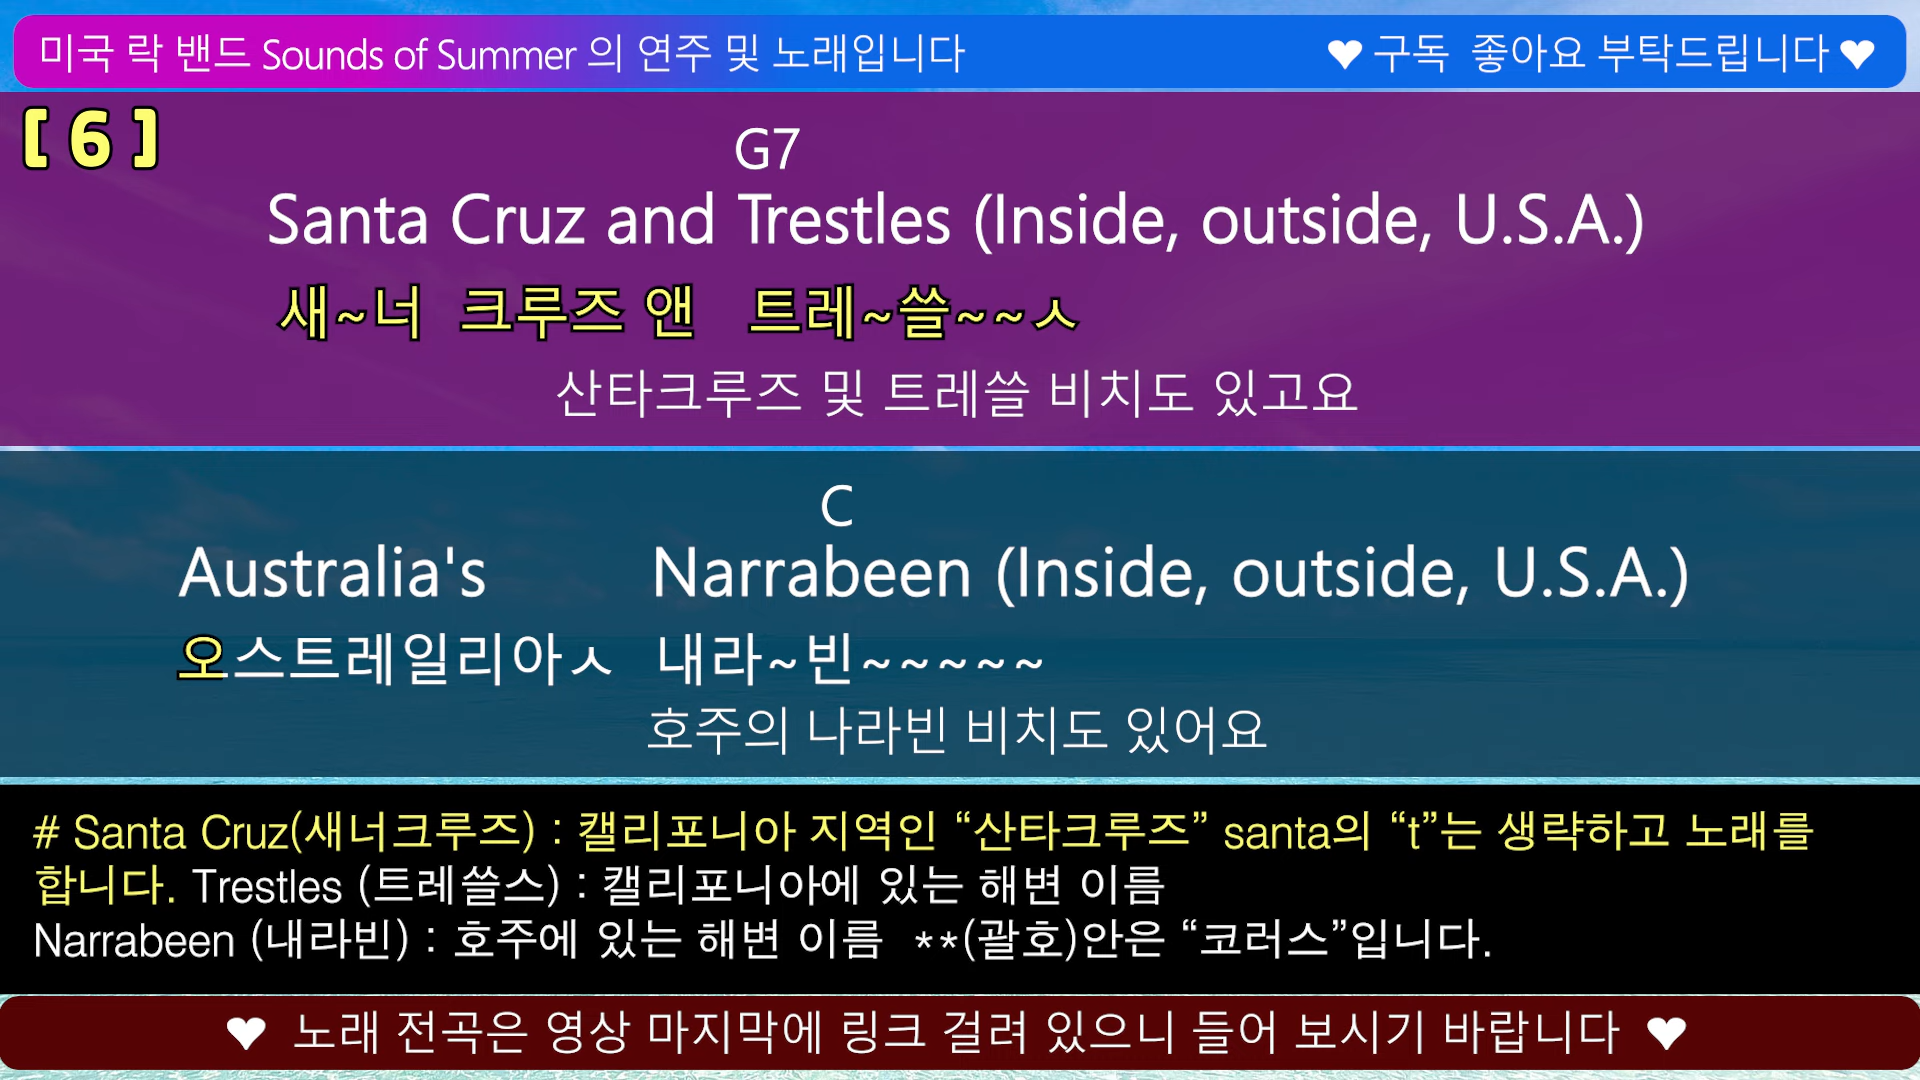 미국 락 밴드 Sounds of Summer 의 연주 및 노래입니다
♥ 구독 좋아요 부탁드립니다 ♥
[ 6 ]
G7
Santa Cruz and Trestles (Inside, outside, U.S.A.)
새~너 크루즈 앤 트레~쓸~~ㅅ
산타크루즈 및 트레쓸 비치도 있고요
C
Australia's Narrabeen (Inside, outside, U.S.A.)
오스트레일리아ㅅ 내라~빈~~~~~
호주의 나라빈 비치도 있어요
# Santa Cruz(새너크루즈) : 캘리포니아 지역인 “산타크루즈” santa의 “t”는 생략하고 노래를
합니다. Trestles (트레쓸스) : 캘리포니아에 있는 해변 이름
Narrabeen (내라빈) : 호주에 있는 해변 이름 **(괄호)안은 “코러스”입니다.
♥ 노래 전곡은 영상 마지막에 링크 걸려 있으니 들어 보시기 바랍니다 ♥